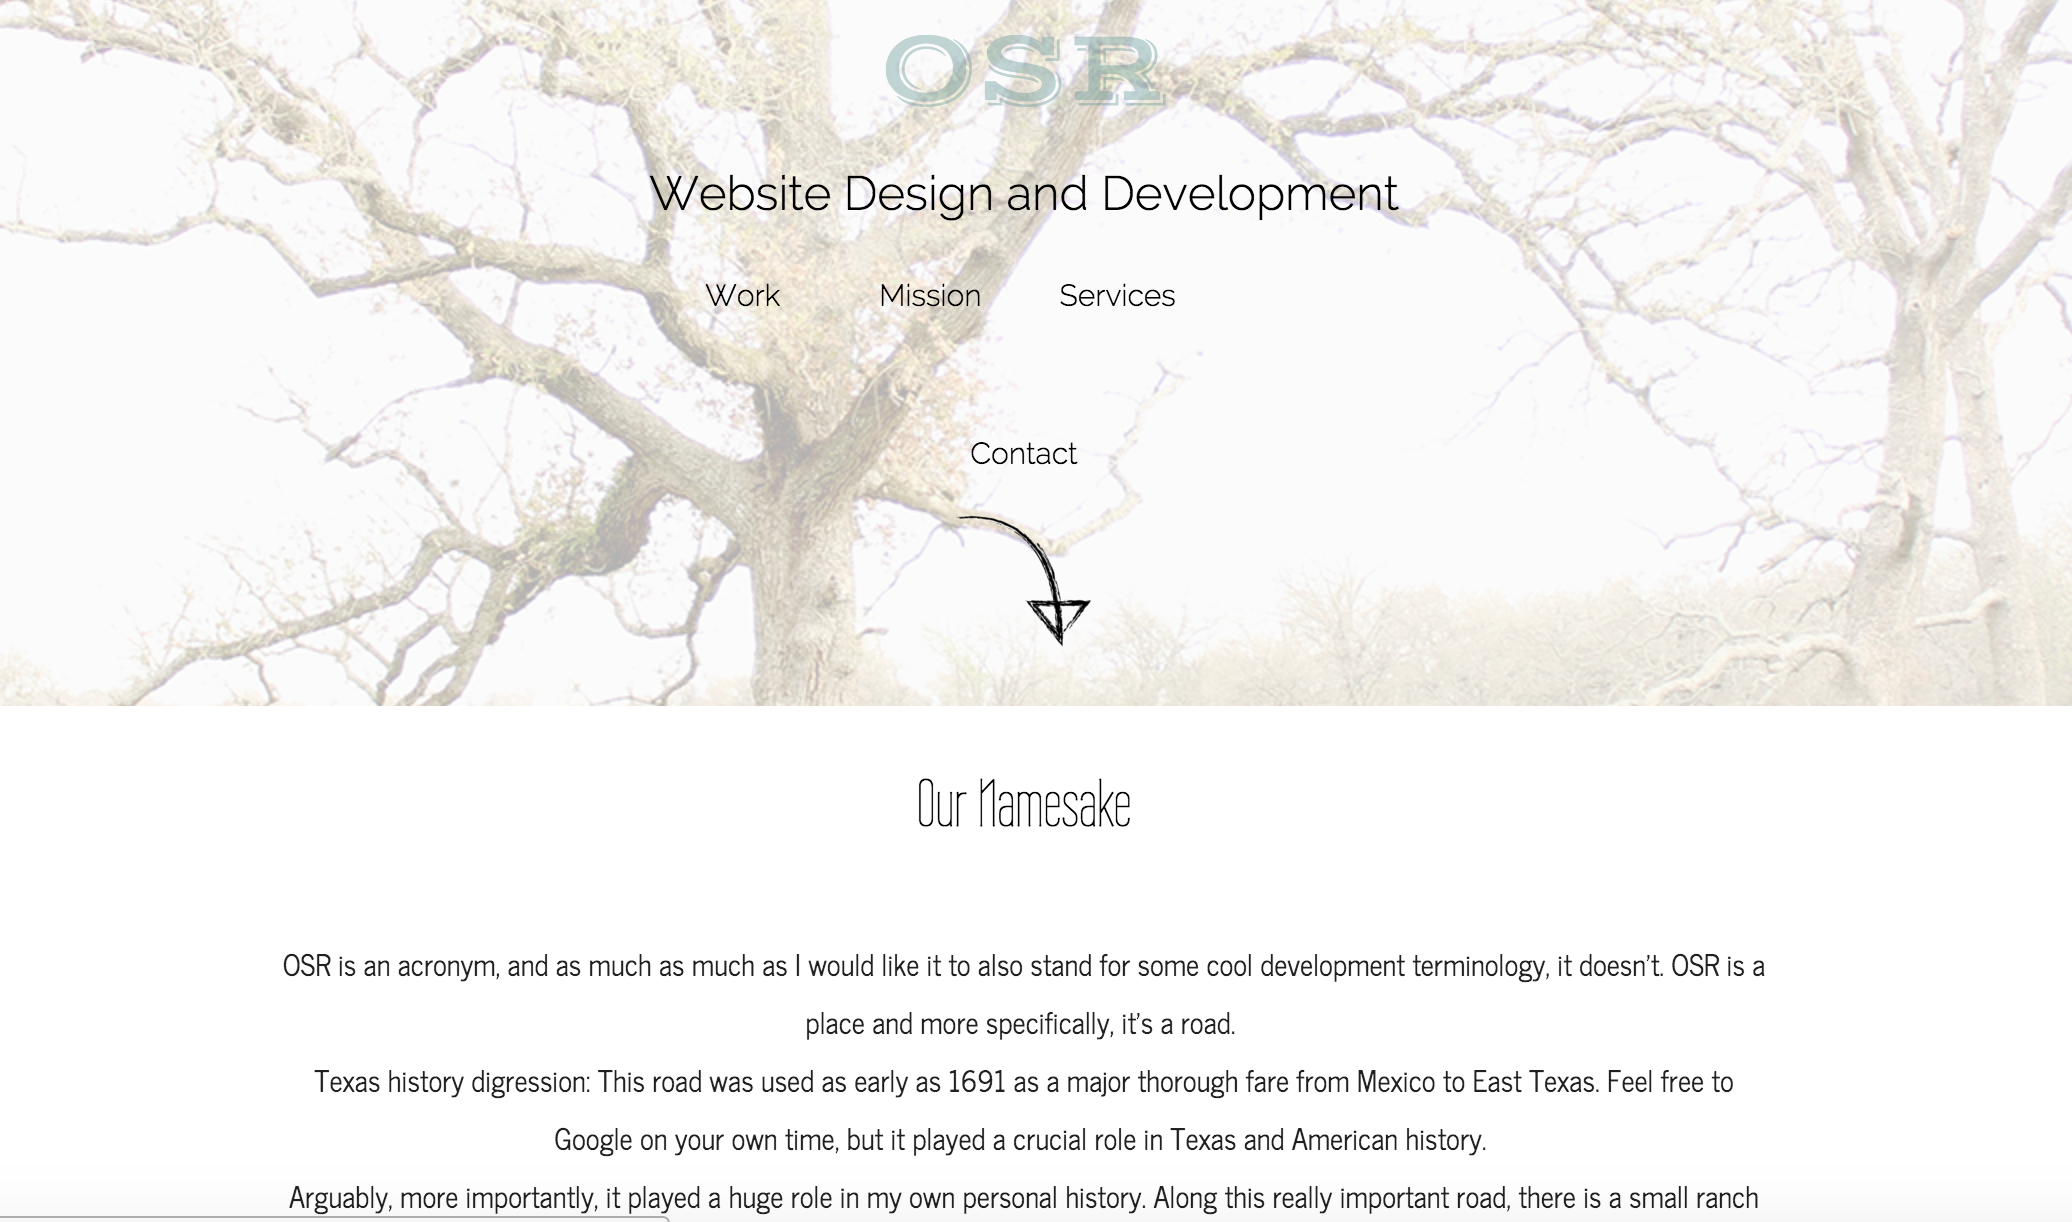 OSR
Website Design and Development
Work Mission Services
Contact
Our Namesake
OSR is an acronym, and as much as much as I would like it to also stand for some cool development terminology, it doesn't. OSR is a
place and more specifically, it's a road.
Texas history digression: This road was used as early as 1691 as a major thorough fare from Mexico to East Texas. Feel free to
Google on your own time, but it played a crucial role in Texas and American history.
Arguably, more importantly, it played a huge role in my own personal history. Along this really important road, there is a small ranch